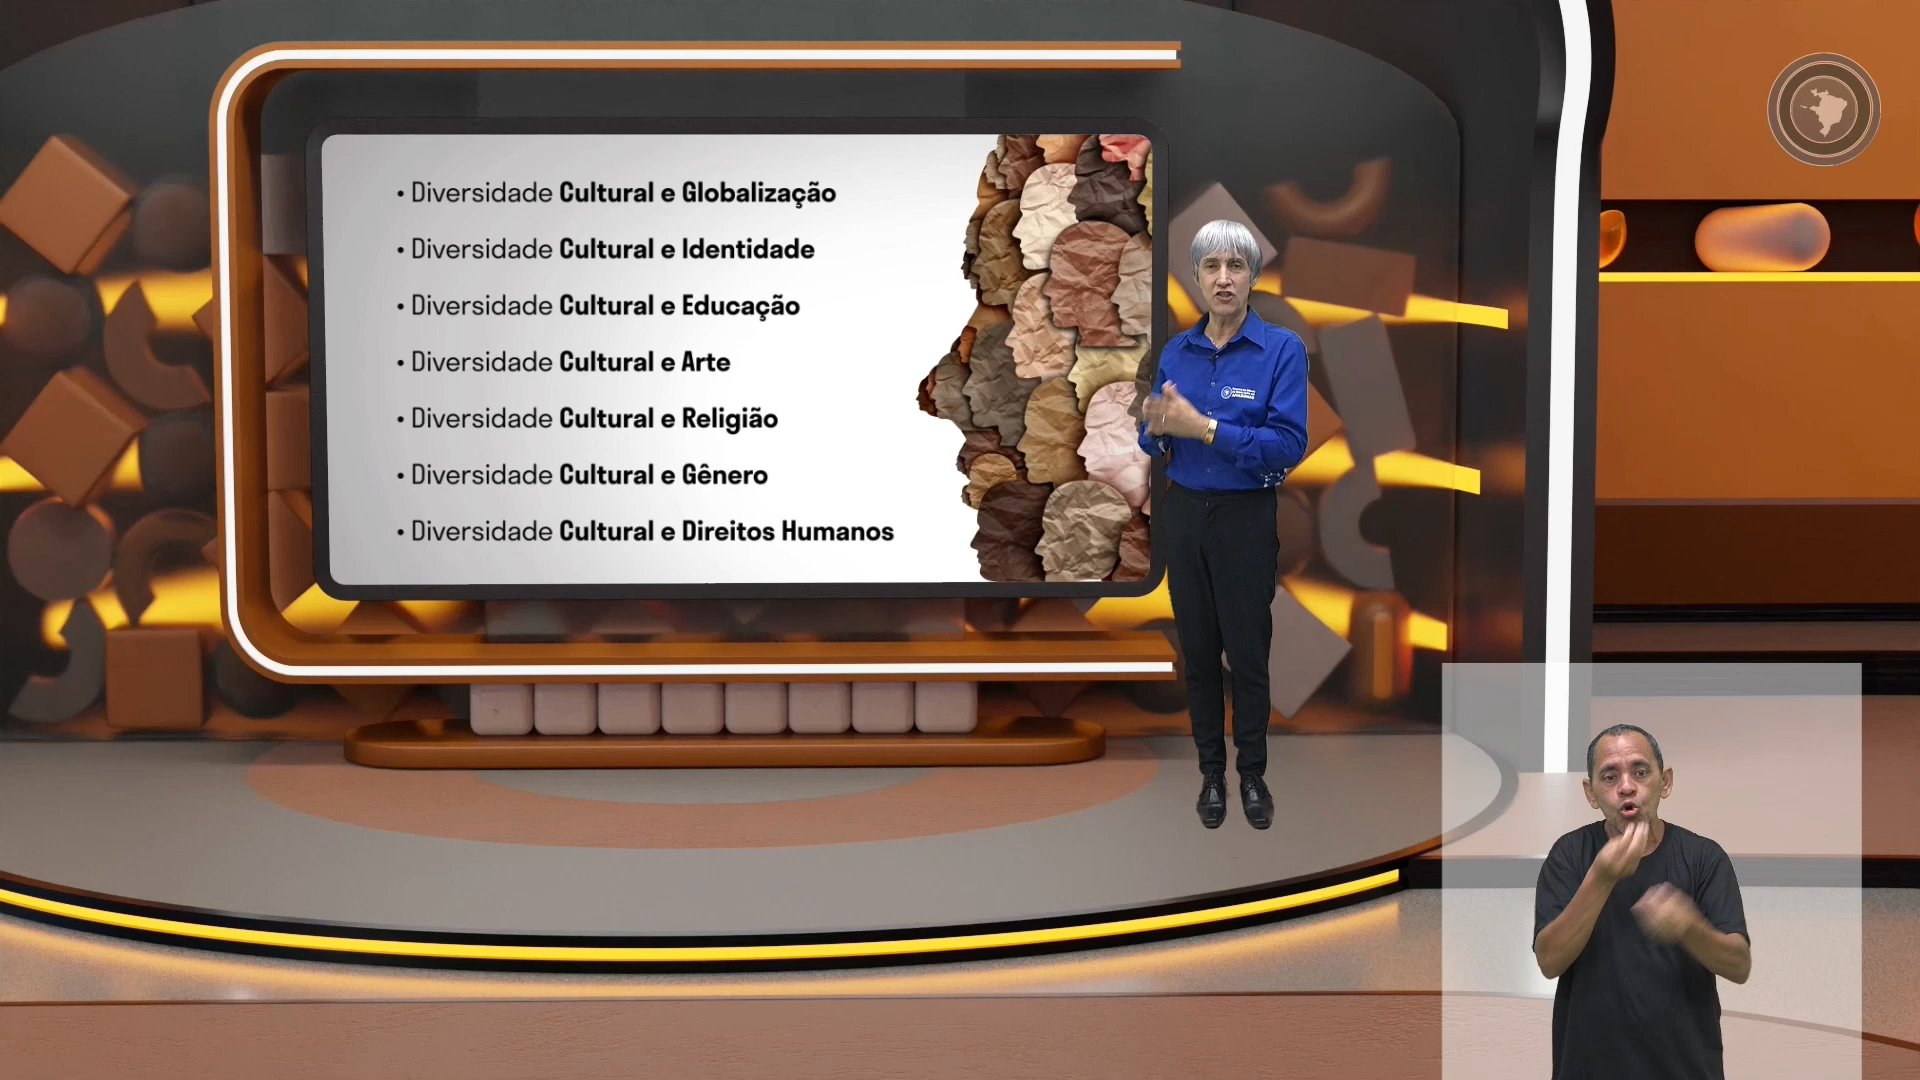 • Diversidade Cultural e Globalização
• Diversidade Cultural e Identidade
• Diversidade Cultural e Educação
• Diversidade Cultural e Arte
• Diversidade Cultural e Religião
• Diversidade Cultural e Gênero
• Diversidade Cultural e Direitos Humanos
AMAZONAS